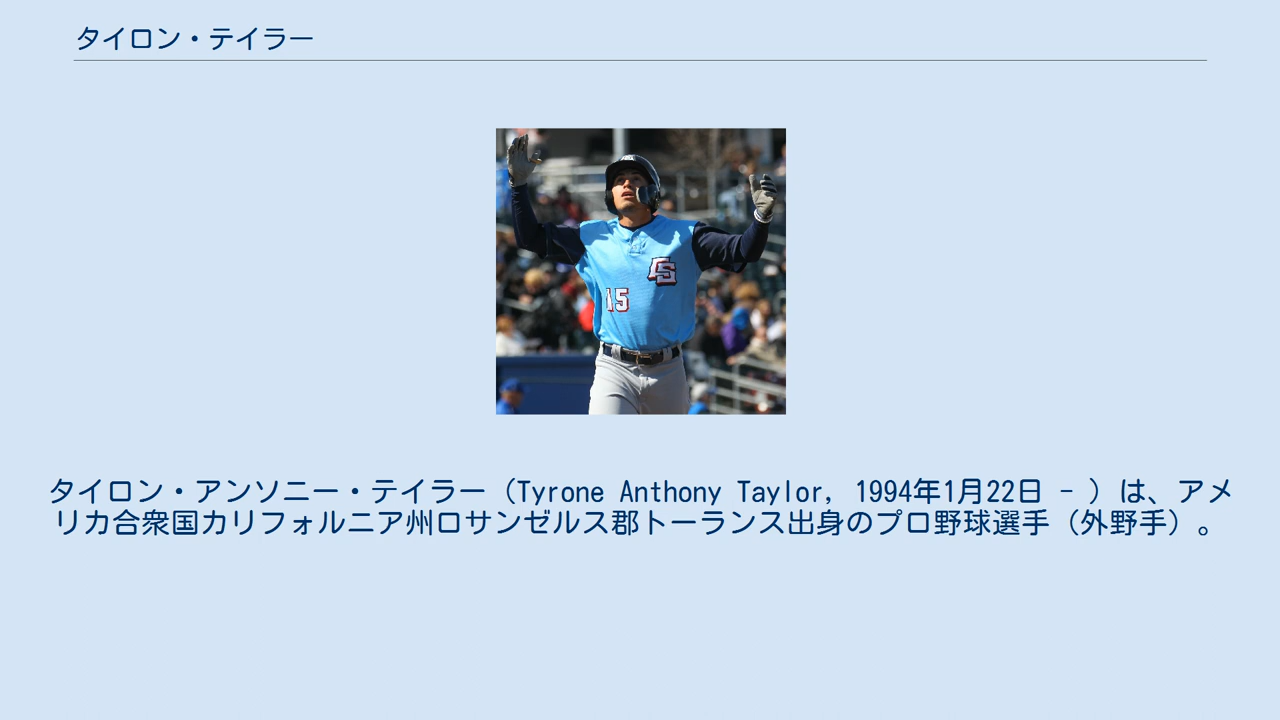 タイロン・テイラー
CS
15
タイロン・アンソニー・テイラー（Tyrone Anthony Taylor, 1994年1月22日 - ）は、アメ
リカ合衆国カリフォルニア州ロサンゼルス郡トーランス出身のプロ野球選手（外野手）。